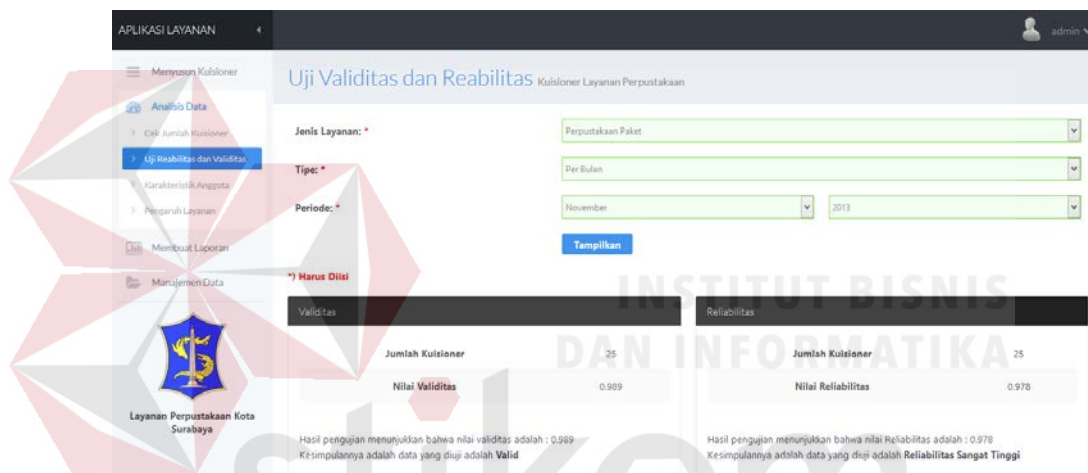 APLIKASI LAYANAN
admin
Menyusun Kuisioner
Analisis Data
Cek Jumlah Kuisioner
Uji Reabilitas dan Validitas
Karakteristik Anggota
Pengaruh Layanan
Membuat Laporan
Manajemen Data
Layanan Perpustakaan Kota
Surabaya
Uji Validitas dan Reabilitas Kuisioner Layanan Perpustakaan
Jenis Layanan: * Perpustakaan Paket
Tipe: * Per Bulan
Periode: * November 2013
Tampilkan
*) Harus Diisi
INSTITUT BISNIS
DAN INFORMATIKA
stikom
Validitas
Jumlah Kuisioner 25
Nilai Validitas 0.989
Hasil pengujian menunjukkan bahwa nilai validitas adalah : 0.989
Kesimpulannya adalah data yang diuji adalah Valid
Reliabilitas
Jumlah Kuisioner 25
Nilai Reliabilitas 0.978
Hasil pengujian menunjukkan bahwa nilai Reliabilitas adalah : 0.978
Kesimpulannya adalah data yang diuji adalah Reliabilitas Sangat Tinggi